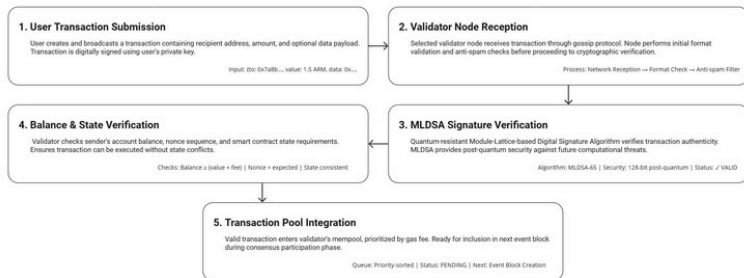 1. User Transaction Submission
User creates and broadcasts a transaction containing recipient address, amount, and optional data payload.
Transaction is digitally signed using user's private key.
Input: {to: 0x7a8b..., value: 1.5 ARM, data: 0x...
2. Validator Node Reception
Selected validator node receives transaction through gossip protocol. Node performs initial format
validation and anti-spam checks before proceeding to cryptographic verification.
Process: Network Reception → Format Check → Anti-spam Filter
3. MLDSA Signature Verification
Quantum-resistant Module-Lattice-based Digital Signature Algorithm verifies transaction authenticity.
MLDSA provides post-quantum security against future computational threats.
Algorithm: MLDSA-65 | Security: 128-bit post-quantum | Status: ✓ VALID
4. Balance & State Verification
Validator checks sender's account balance, nonce sequence, and smart contract state requirements.
Ensures transaction can be executed without state conflicts.
Checks: Balance ≥ (value + fee) | Nonce = expected | State consistent
5. Transaction Pool Integration
Valid transaction enters validator's mempool, prioritized by gas fee. Ready for inclusion in next event block
during consensus participation phase.
Queue: Priority-sorted | Status: PENDING | Next: Event Block Creation